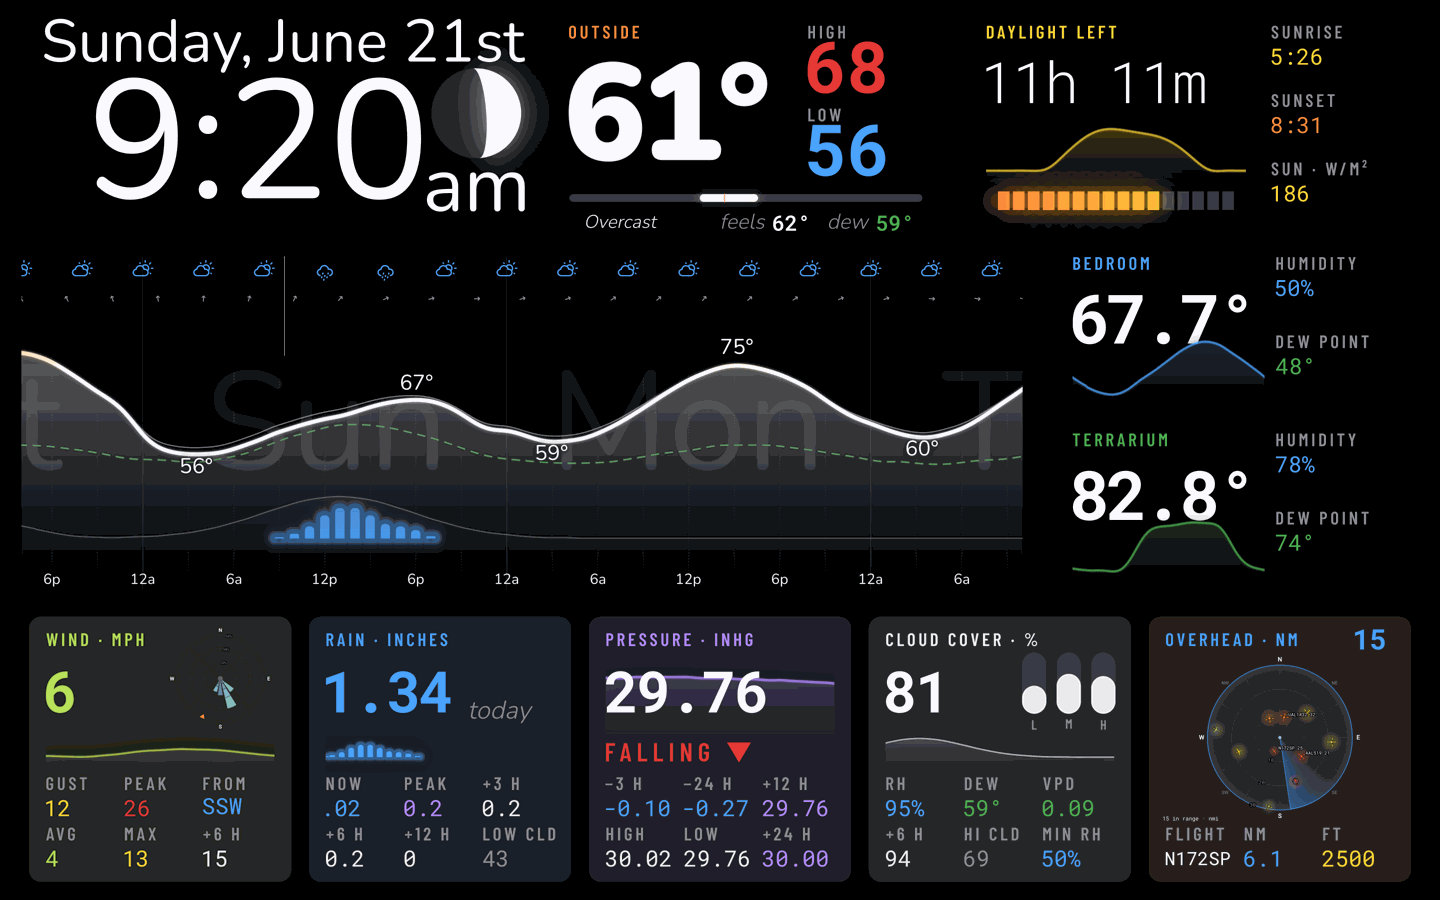 Sunday, June 21st
9:20 am
OUTSIDE
61°
HIGH
68
LOW
56
Overcast feels 62° dew 59°
DAYLIGHT LEFT
11h 11m
SUNRISE
5:26
SUNSET
8:31
SUN · W/M²
186
Sun Mon T
67°
75°
56°
59°
60°
6p 12a 6a 12p 6p 12a 6a 12p 6p 12a 6a
BEDROOM
67.7°
HUMIDITY
50%
DEW POINT
48°
TERRARIUM
82.8°
HUMIDITY
78%
DEW POINT
74°
WIND · MPH
N
W E
S
6
GUST PEAK FROM
12 26 SSW
AVG MAX +6 H
4 13 15
RAIN · INCHES
1.34 today
NOW PEAK +3 H
.02 0.2 0.2
+6 H +12 H LOW CLD
0.2 0 43
PRESSURE · INHG
29.76
FALLING ▼
−3 H −24 H +12 H
−0.10 −0.27 29.76
HIGH LOW +24 H
30.02 29.76 30.00
CLOUD COVER · %
81
L M H
RH DEW VPD
95% 59° 0.09
+6 H HI CLD MIN RH
94 69 50%
OVERHEAD · NM 15
N
W E
S
15 in range · nmi
FLIGHT NM FT
N172SP 6.1 2500